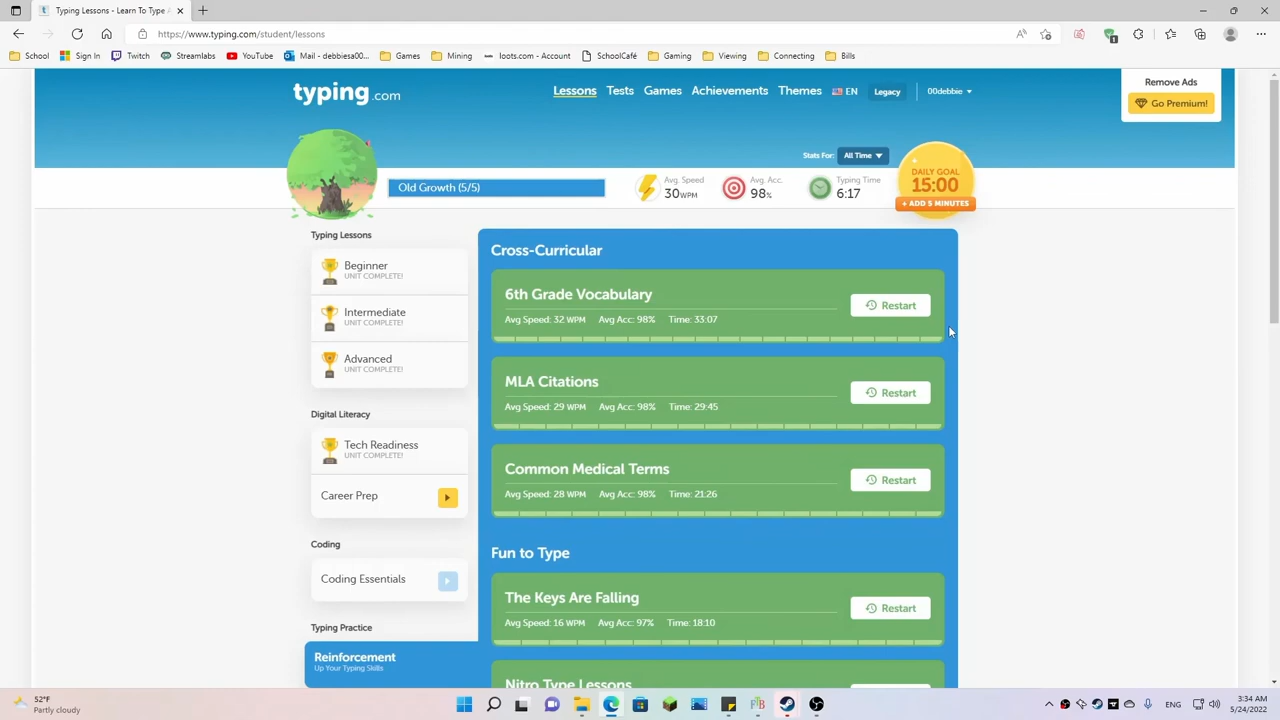 Typing Lessons - Learn To Type
https://www.typing.com/student/lessons
School
Sign In
Twitch
Streamlabs
YouTube
Mail - debbiesa00...
Games
Mining
loots.com - Account
SchoolCafé
Gaming
Viewing
Connecting
Bills
typing.com
Lessons
Tests
Games
Achievements
Themes
EN
Legacy
00debbie
Remove Ads
Go Premium!
Stats For:
All Time
Old Growth (5/5)
Avg. Speed
30WPM
Avg. Acc.
98%
Typing Time
6:17
DAILY GOAL
15:00
+ ADD 5 MINUTES
Typing Lessons
Beginner
UNIT COMPLETE!
Intermediate
UNIT COMPLETE!
Advanced
UNIT COMPLETE!
Digital Literacy
Tech Readiness
UNIT COMPLETE!
Career Prep
Coding
Coding Essentials
Typing Practice
Reinforcement
Up Your Typing Skills
Cross-Curricular
6th Grade Vocabulary
Avg Speed: 32 WPM Avg Acc: 98% Time: 33:07
Restart
MLA Citations
Avg Speed: 29 WPM Avg Acc: 98% Time: 29:45
Restart
Common Medical Terms
Avg Speed: 28 WPM Avg Acc: 98% Time: 21:26
Restart
Fun to Type
The Keys Are Falling
Avg Speed: 16 WPM Avg Acc: 97% Time: 18:10
Restart
Nitro Type Lessons
52°F
Partly cloudy
ENG
3:34 AM
5/24/2022